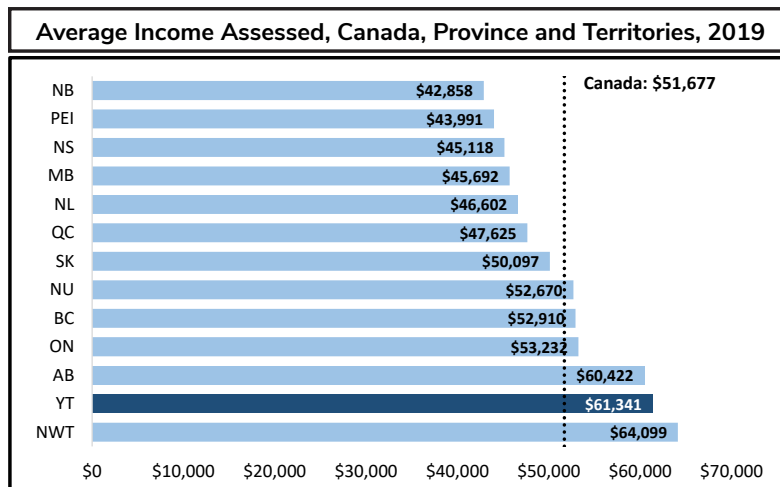 Average Income Assessed, Canada, Province and Territories, 2019
Canada: $51,677
NB $42,858
PEI $43,991
NS $45,118
MB $45,692
NL $46,602
QC $47,625
SK $50,097
NU $52,670
BC $52,910
ON $53,232
AB $60,422
YT $61,341
NWT $64,099
$0 $10,000 $20,000 $30,000 $40,000 $50,000 $60,000 $70,000